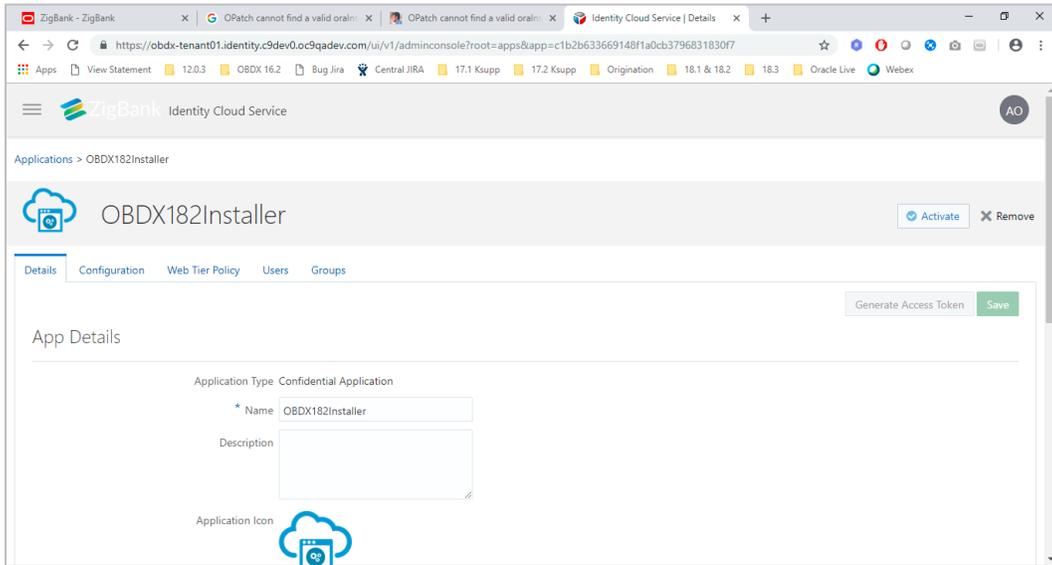 ZigBank - ZigBank
OPatch cannot find a valid oraIns
OPatch cannot find a valid oraIns
Identity Cloud Service | Details
https://obdx-tenant01.identity.c9dev0.oc9qadev.com/ui/v1/adminconsole?root=apps&app=c1b2b633669148f1a0cb3796831830f7
Apps View Statement 12.0.3 OBDX 16.2 Bug Jira Central JIRA 17.1 Ksupp 17.2 Ksupp Origination 18.1 & 18.2 18.3 Oracle Live Webex
ZigBank Identity Cloud Service
AO
Applications > OBDX182Installer
OBDX182Installer
Activate Remove
Details Configuration Web Tier Policy Users Groups
Generate Access Token Save
App Details
Application Type Confidential Application
* Name OBDX182Installer
Description
Application Icon